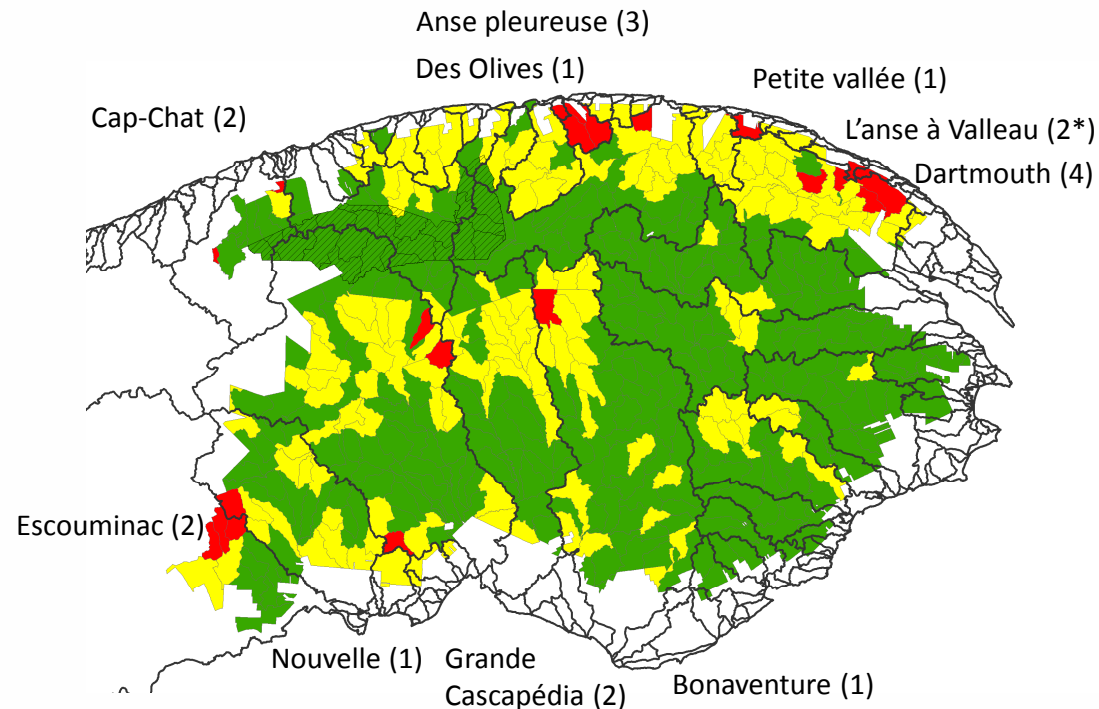 Anse pleureuse (3)
Des Olives (1)
Petite vallée (1)
Cap-Chat (2)
L'anse à Valleau (2*)
Dartmouth (4)
Escouminac (2)
Nouvelle (1)
Grande
Cascapédia (2)
Bonaventure (1)